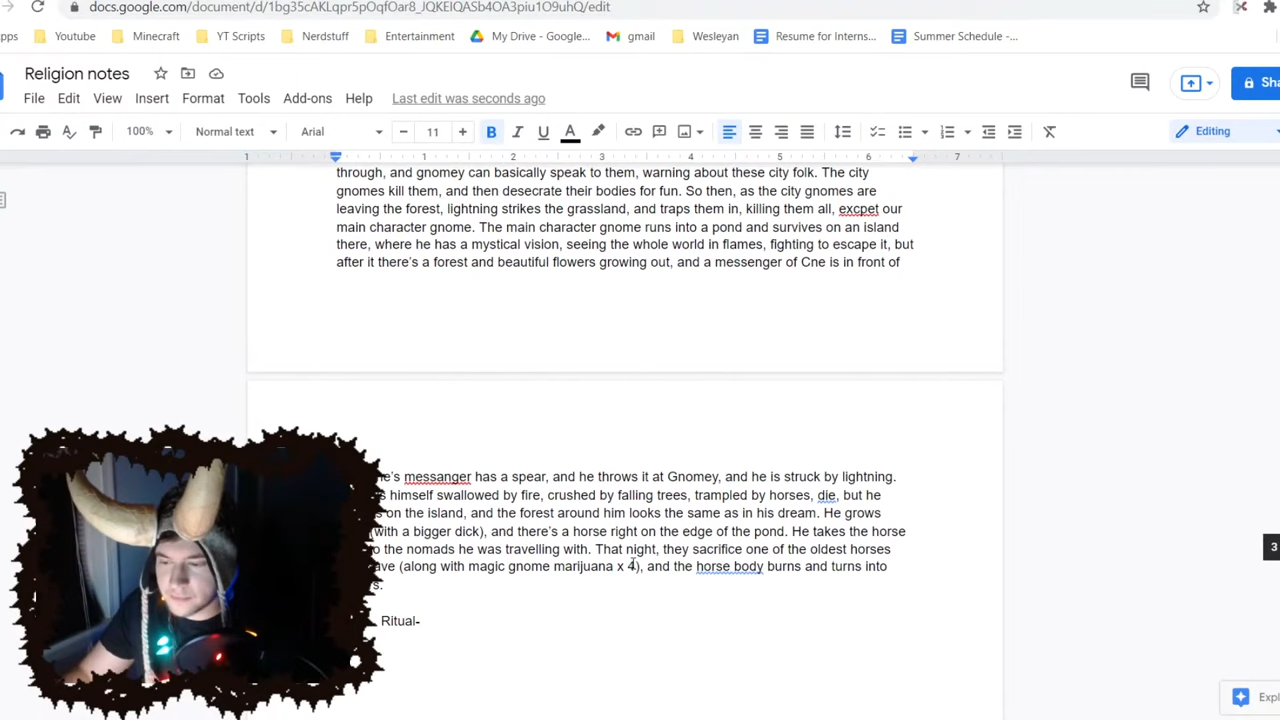 docs.google.com/document/d/1bg35cAKLqpr5pOqfOar8_JQKEIQASb4OA3piu1O9uhQ/edit
pps Youtube Minecraft YT Scripts Nerdstuff Entertainment My Drive - Google... gmail Wesleyan Resume for Interns... Summer Schedule -...
Religion notes
File Edit View Insert Format Tools Add-ons Help Last edit was seconds ago
Sha
100% Normal text Arial 11 B I U A Editing
1 1 2 3 4 5 6 7
through, and gnomey can basically speak to them, warning about these city folk. The city
gnomes kill them, and then desecrate their bodies for fun. So then, as the city gnomes are
leaving the forest, lightning strikes the grassland, and traps them in, killing them all, excpet our
main character gnome. The main character gnome runs into a pond and survives on an island
there, where he has a mystical vision, seeing the whole world in flames, fighting to escape it, but
after it there's a forest and beautiful flowers growing out, and a messenger of Cne is in front of
ne's messanger has a spear, and he throws it at Gnomey, and he is struck by lightning.
s himself swallowed by fire, crushed by falling trees, trampled by horses, die, but he
s on the island, and the forest around him looks the same as in his dream. He grows
(with a bigger dick), and there's a horse right on the edge of the pond. He takes the horse
o the nomads he was travelling with. That night, they sacrifice one of the oldest horses
ave (along with magic gnome marijuana x 4), and the horse body burns and turns into
s.
Ritual-
3
Expl